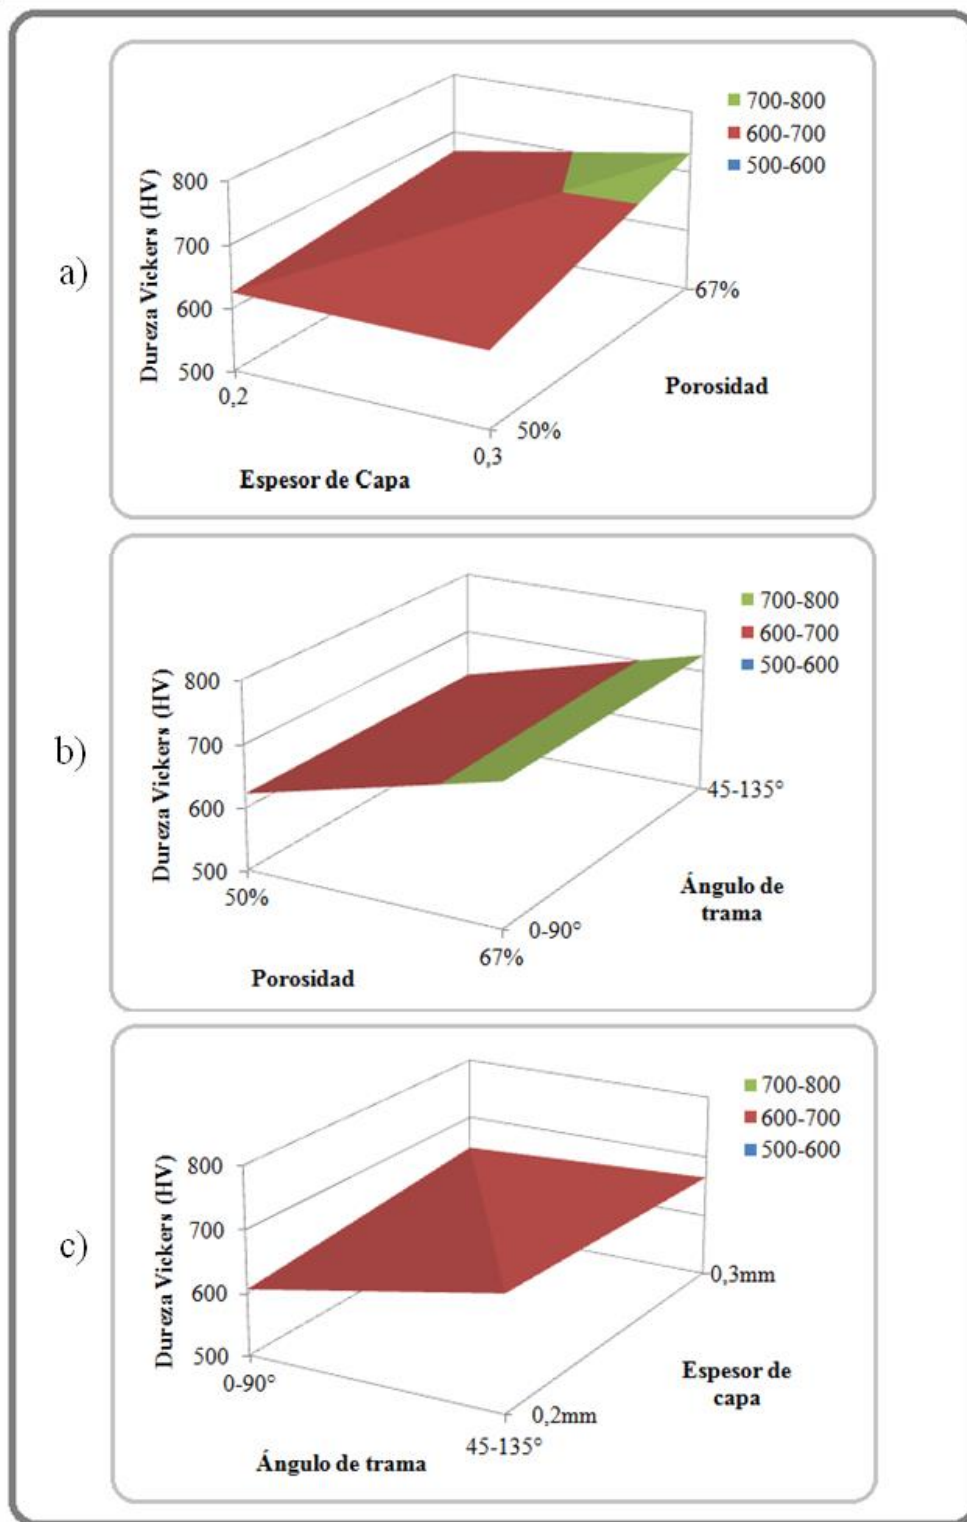 a)
700-800
600-700
500-600
Dureza Vickers (HV)
800
700
600
500
0,2
0,3
50%
67%
Porosidad
Espesor de Capa
b)
700-800
600-700
500-600
Dureza Vickers (HV)
800
700
600
500
50%
67%
0-90°
45-135°
Ángulo de
trama
Porosidad
c)
700-800
600-700
500-600
Dureza Vickers (HV)
800
700
600
500
0-90°
45-135°
0,2mm
0,3mm
Espesor de
capa
Ángulo de trama